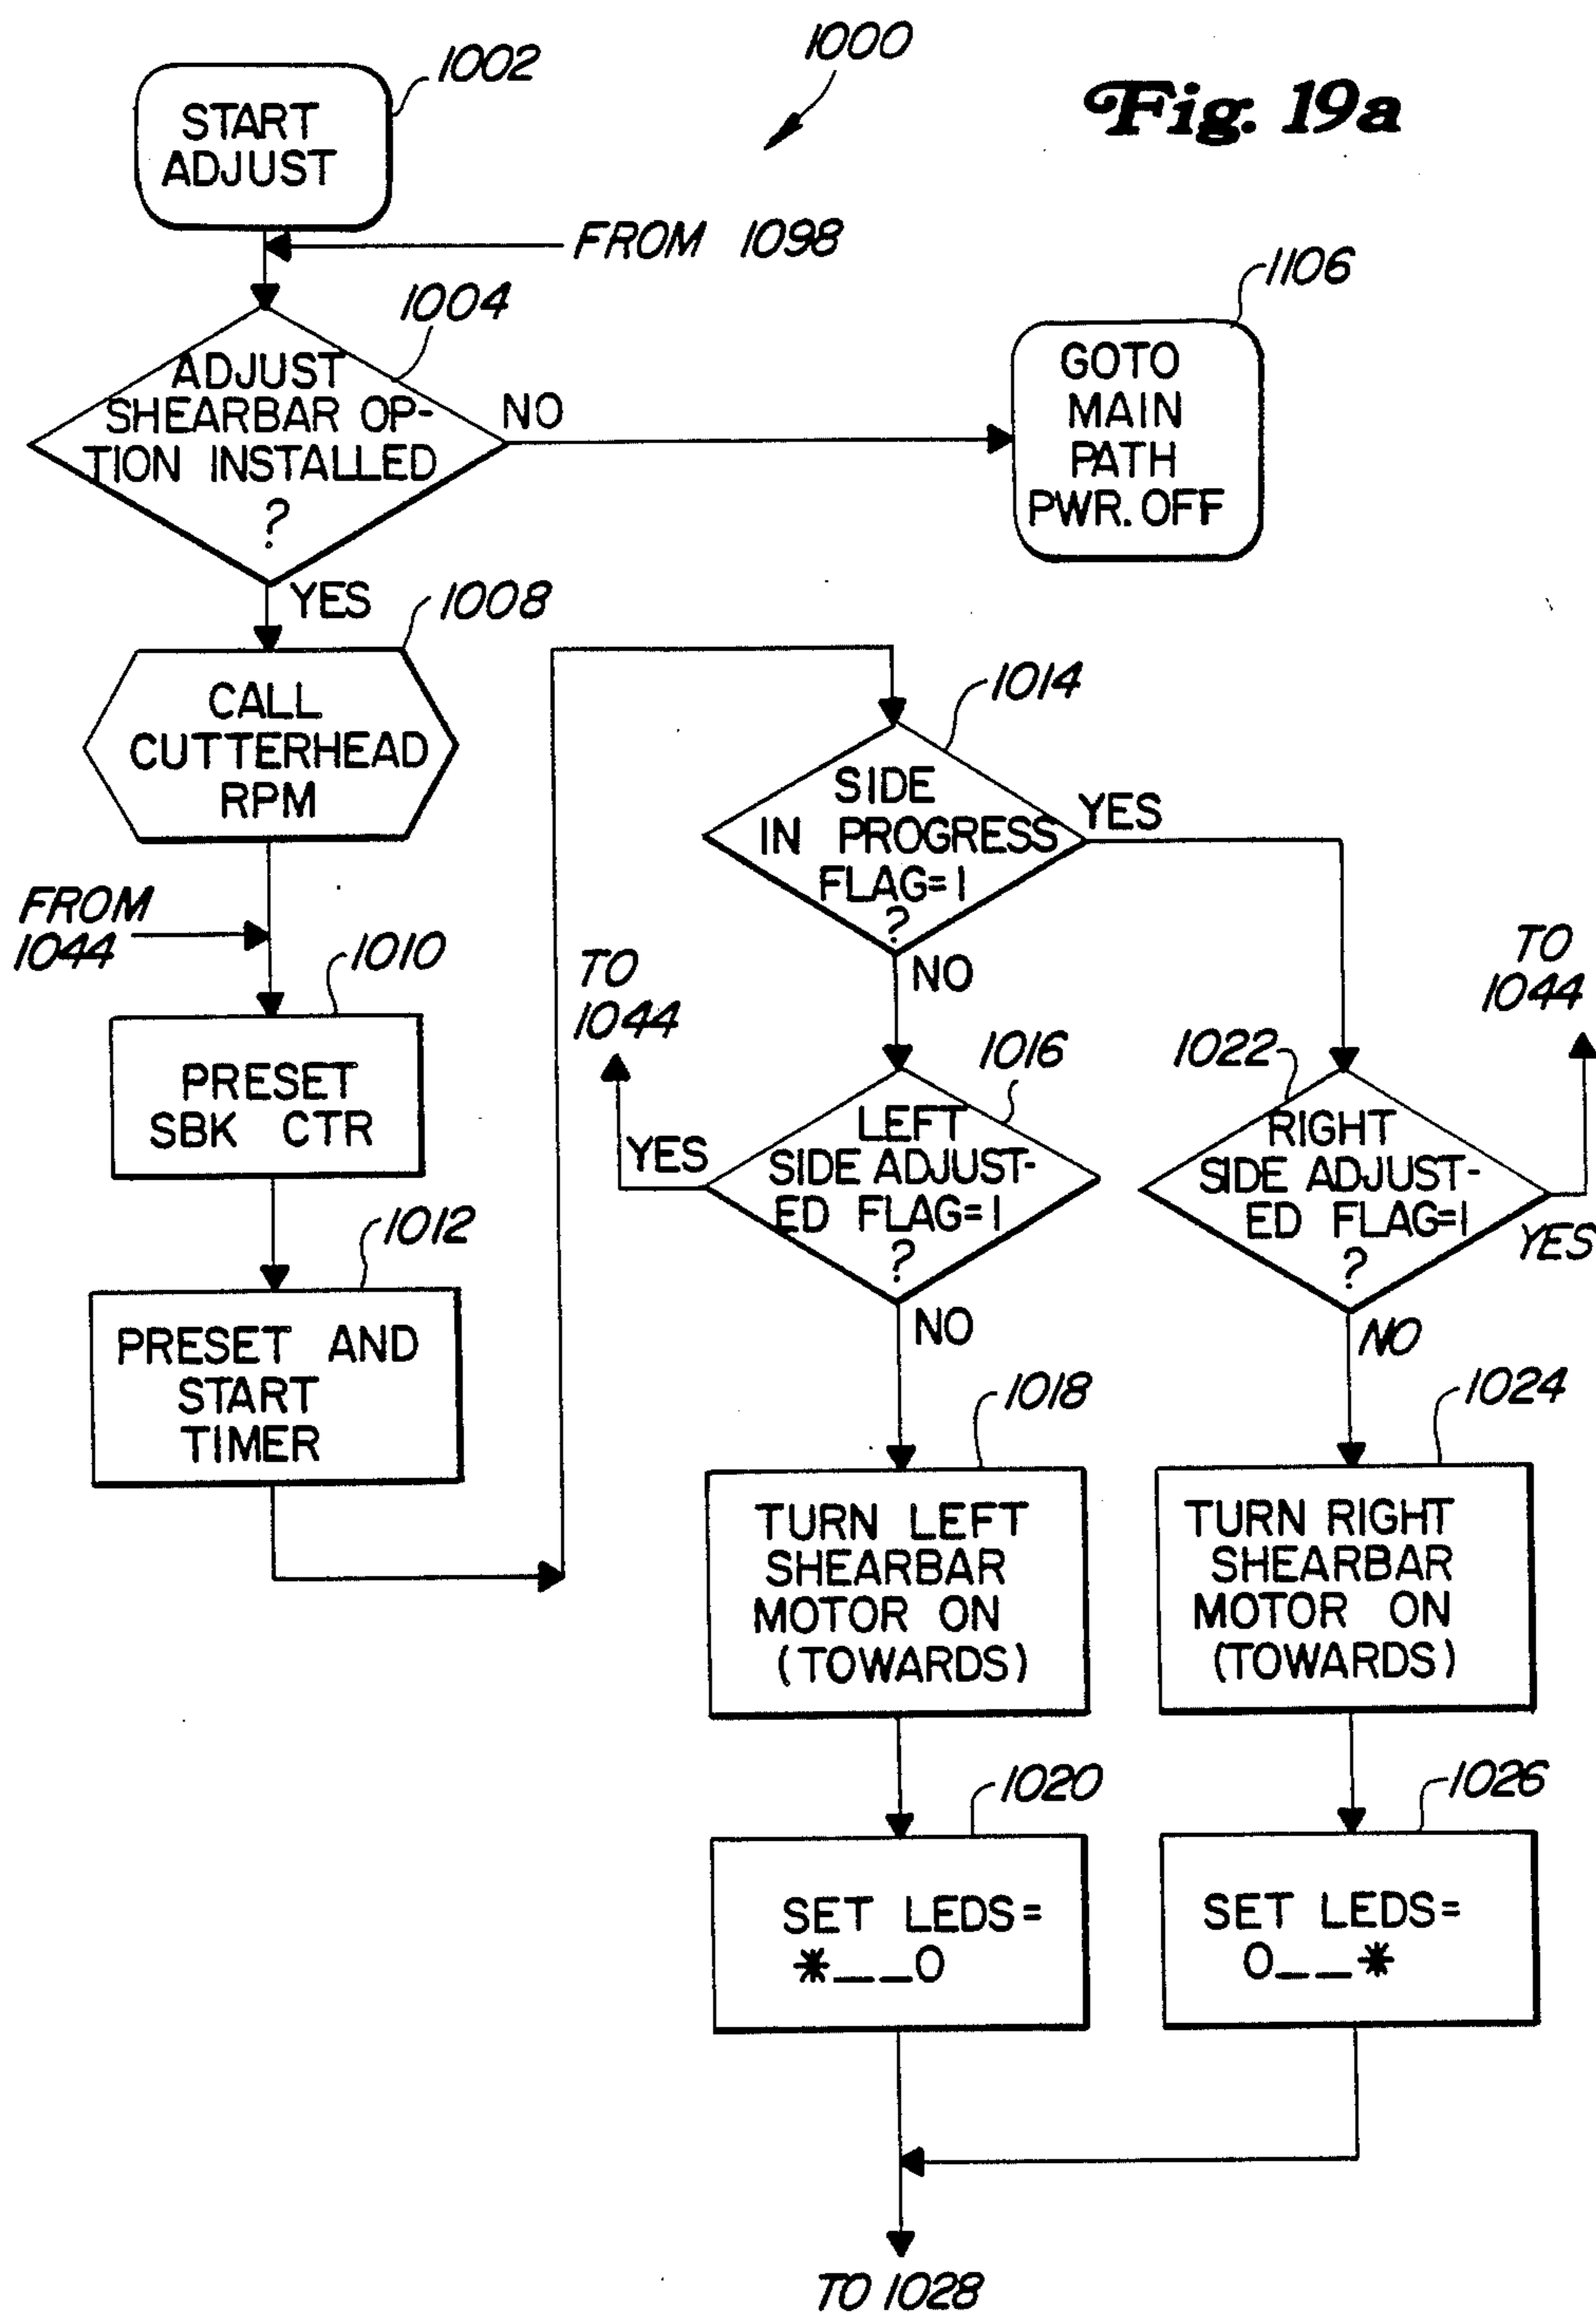 1000
Fig. 19a
1002
START
ADJUST
FROM 1098
1004
ADJUST
SHEARBAR OP-
TION INSTALLED
?
NO
1106
GOTO
MAIN
PATH
PWR. OFF
YES
1008
CALL
CUTTERHEAD
RPM
FROM
1044
1010
PRESET
SBK CTR
1012
PRESET AND
START
TIMER
1014
SIDE
IN PROGRESS
FLAG=1
?
YES
NO
TO
1044
1016
LEFT
SIDE ADJUST-
ED FLAG=1
?
YES
NO
1022
RIGHT
SIDE ADJUST-
ED FLAG=1
?
TO
1044
YES
NO
1018
TURN LEFT
SHEARBAR
MOTOR ON
(TOWARDS)
1024
TURN RIGHT
SHEARBAR
MOTOR ON
(TOWARDS)
1020
SET LEDS=
*__O
1026
SET LEDS=
O__*
TO 1028